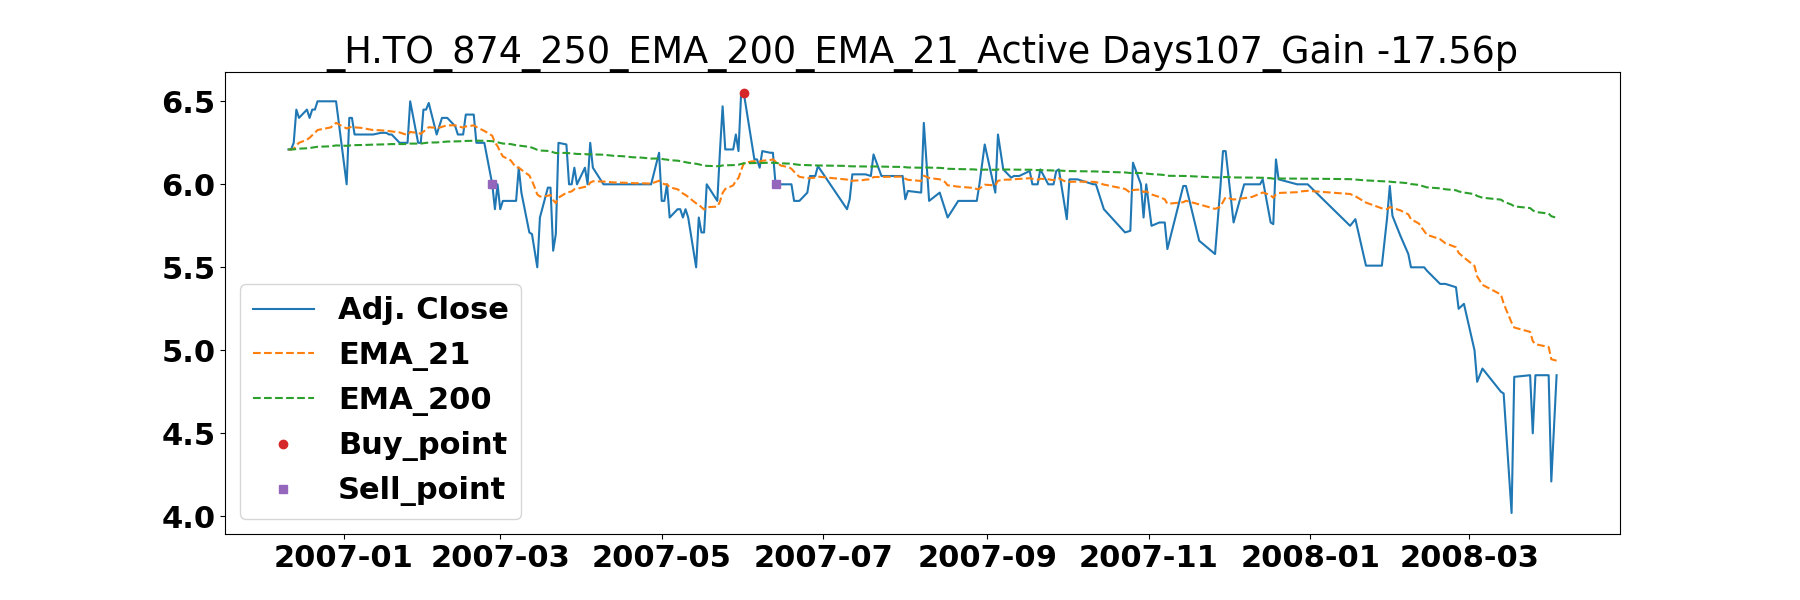 _H.TO_874_250_EMA_200_EMA_21_Active Days107_Gain -17.56p
6.5
6.0
5.5
5.0
4.5
4.0
Adj. Close
EMA_21
EMA_200
Buy_point
Sell_point
2007-01 2007-03 2007-05 2007-07 2007-09 2007-11 2008-01 2008-03